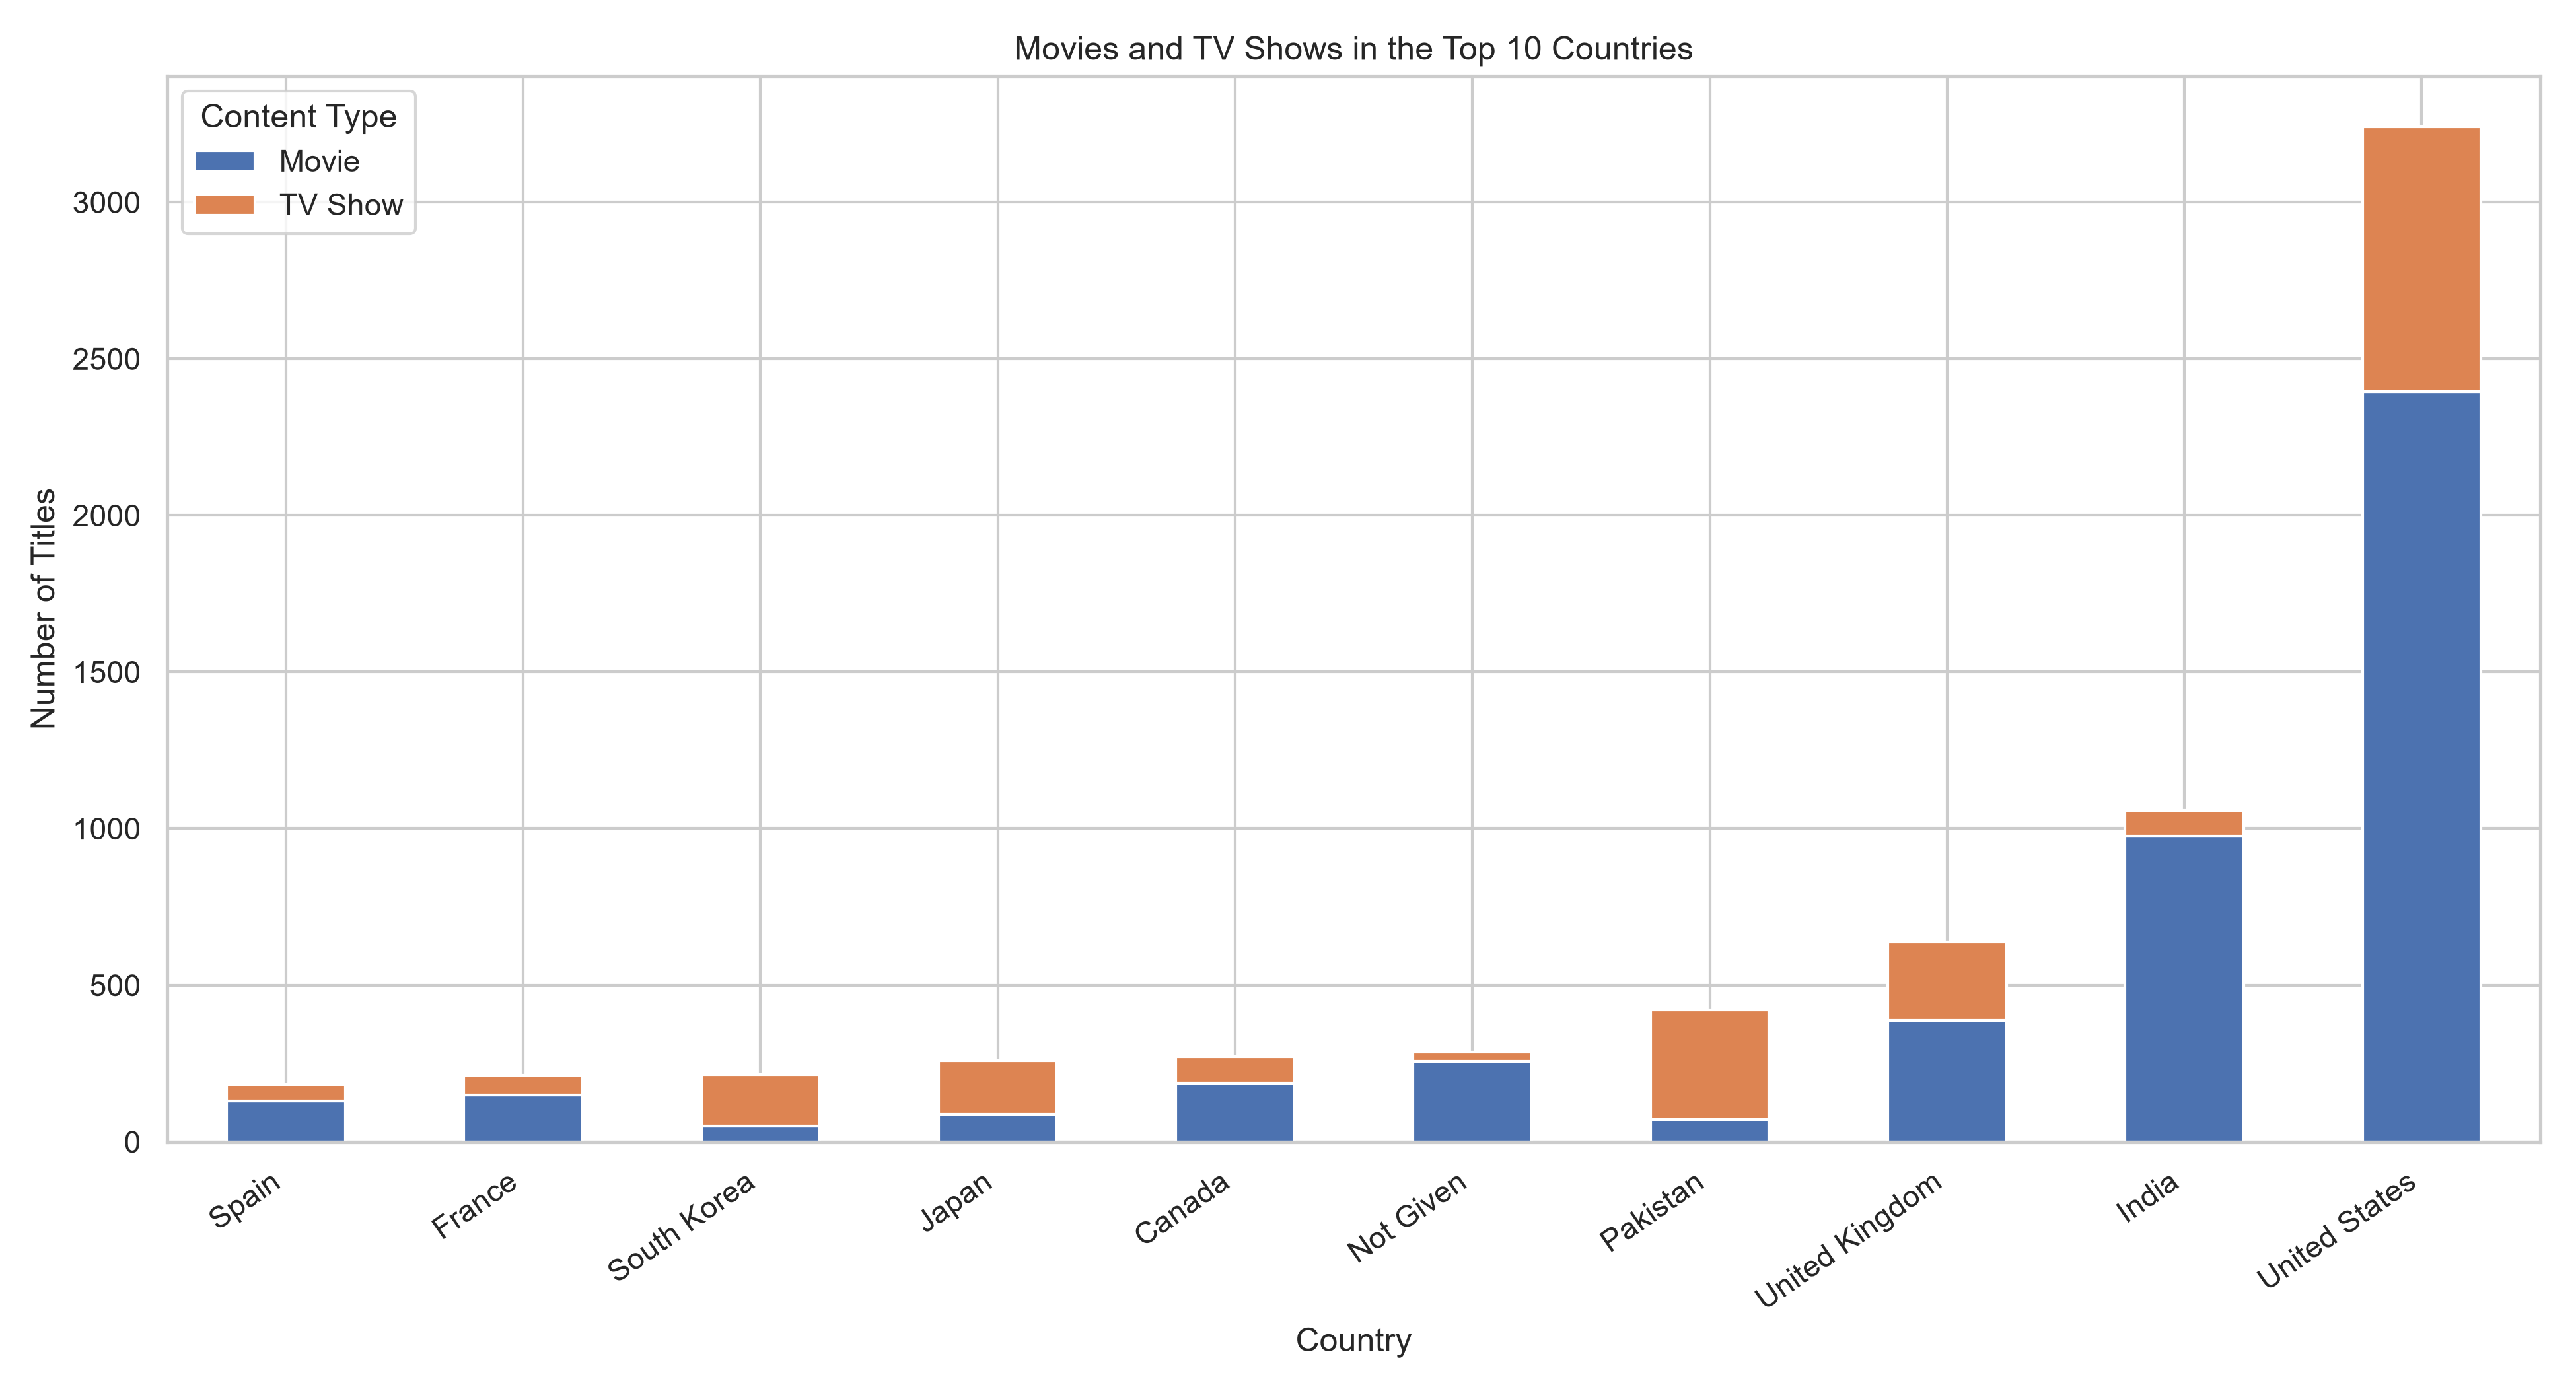 Movies and TV Shows in the Top 10 Countries
Content Type
Movie
TV Show
Number of Titles
3000
2500
2000
1500
1000
500
0
Spain
France
South Korea
Japan
Canada
Not Given
Pakistan
United Kingdom
India
United States
Country